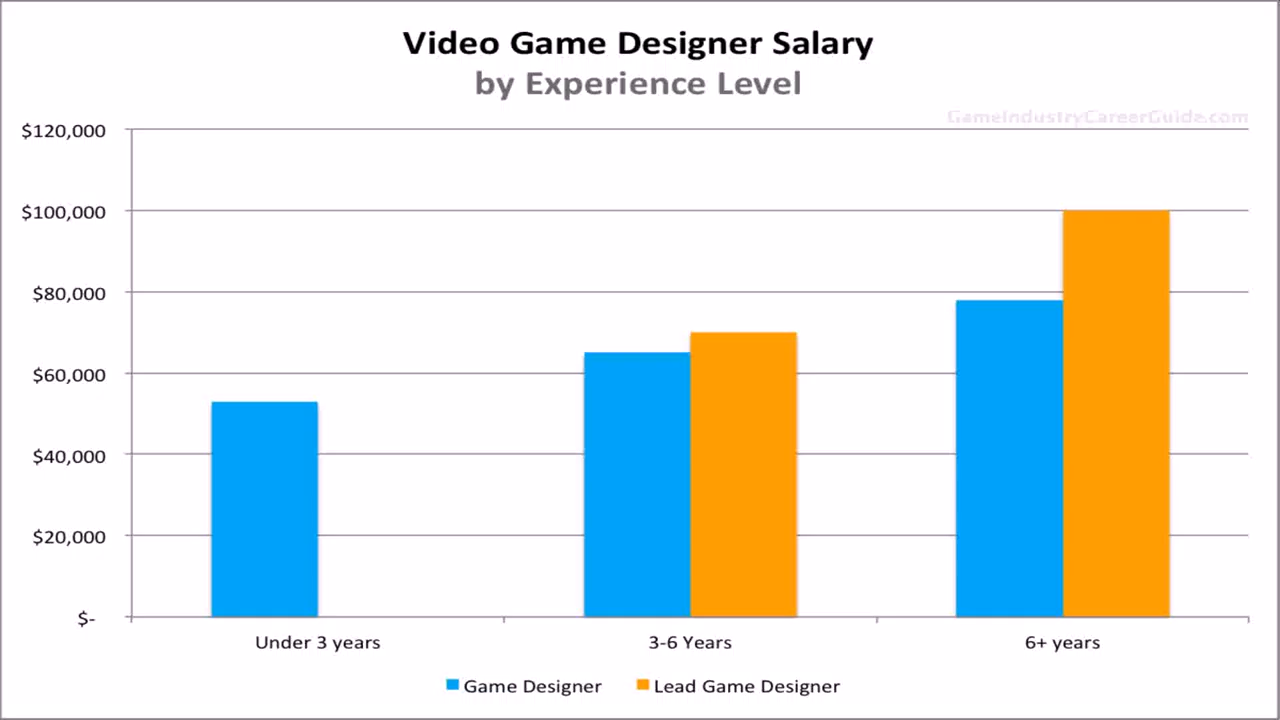 Video Game Designer Salary
by Experience Level
GameIndustryCareerGuide.com
$120,000
$100,000
$80,000
$60,000
$40,000
$20,000
$-
Under 3 years
3-6 Years
6+ years
Game Designer
Lead Game Designer